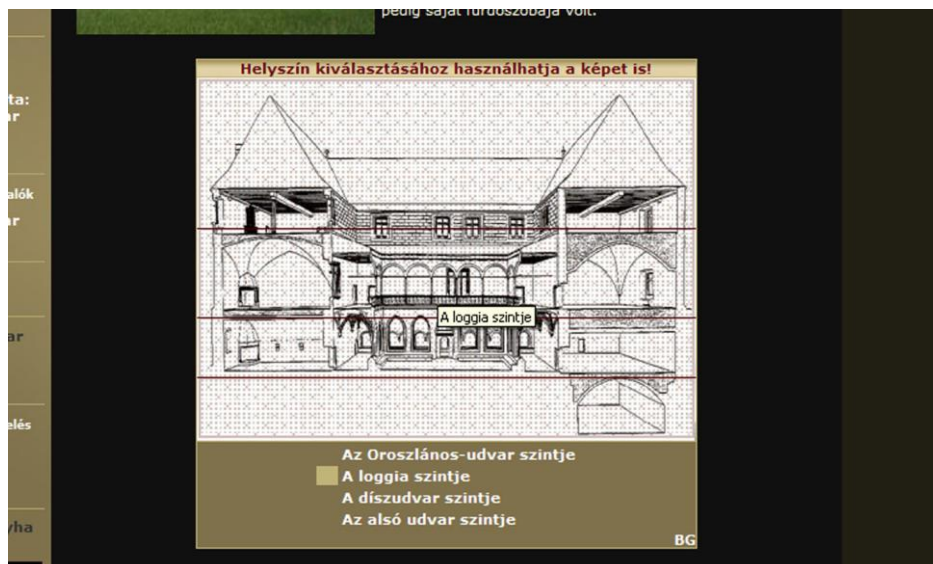 pedig saját fürdőszobája volt.
Helyszín kiválasztásához használhatja a képet is!
ta:
ar
alók
ar
A loggia szintje
ar
elés
Az Oroszlános-udvar szintje
A loggia szintje
A díszudvar szintje
Az alsó udvar szintje
yha
BG